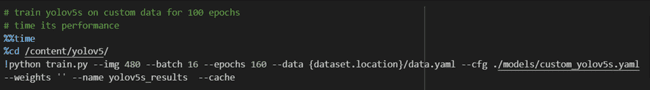 # train yolov5s on custom data for 100 epochs
# time its performance
%%time
%cd /content/yolov5/
!python train.py --img 480 --batch 16 --epochs 160 --data {dataset.location}/data.yaml --cfg ./models/custom_yolov5s.yaml
--weights '' --name yolov5s_results  --cache